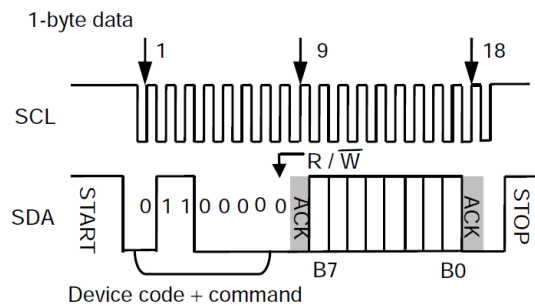 1-byte data
1 9 18
SCL
R / W
SDA START 0 1 1 0 0 0 0 0 ACK ACK STOP
B7 B0
Device code + command